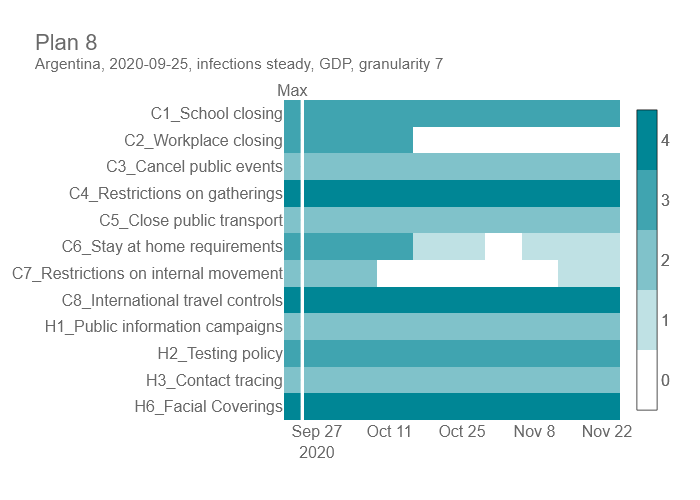 Plan 8
Argentina, 2020-09-25, infections steady, GDP, granularity 7
Max
C1_School closing
C2_Workplace closing
C3_Cancel public events
C4_Restrictions on gatherings
C5_Close public transport
C6_Stay at home requirements
C7_Restrictions on internal movement
C8_International travel controls
H1_Public information campaigns
H2_Testing policy
H3_Contact tracing
H6_Facial Coverings
Sep 27 Oct 11 Oct 25 Nov 8 Nov 22
2020
4
3
2
1
0